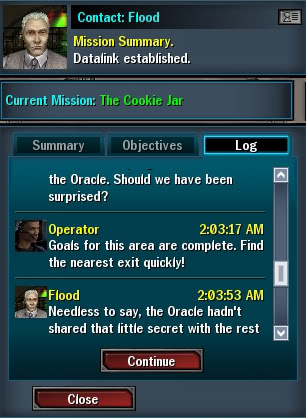 Contact: Flood
Mission Summary.
Datalink established.
Current Mission: The Cookie Jar
Summary Objectives Log
the Oracle. Should we have been
surprised?
Operator 2:03:17 AM
Goals for this area are complete. Find
the nearest exit quickly!
Flood 2:03:53 AM
Needless to say, the Oracle hadn't
shared that little secret with the rest
Continue
Close